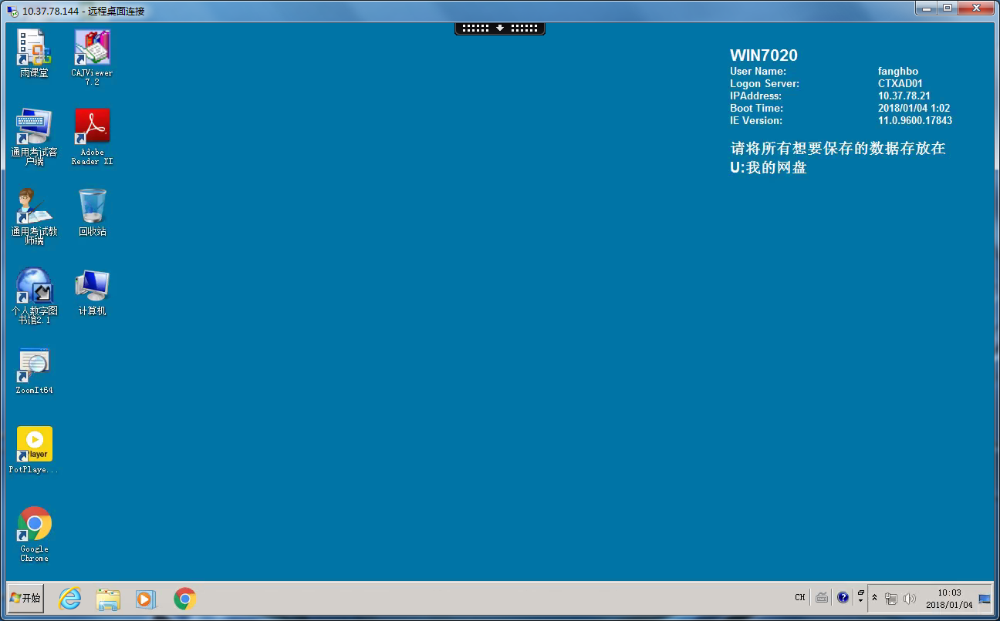 10.37.78.144 - 远程桌面连接
雨课堂
CAJViewer
7.2
通用考试客
户端
Adobe
Reader XI
通用考试教
师端
回收站
个人数字图
书馆2.1
计算机
ZoomIt64
Player
PotPlaye...
Google
Chrome
WIN7020
User Name: fanghbo
Logon Server: CTXAD01
IPAddress: 10.37.78.21
Boot Time: 2018/01/04 1:02
IE Version: 11.0.9600.17843
请将所有想要保存的数据存放在
U:我的网盘
开始
CH
10:03
2018/01/04